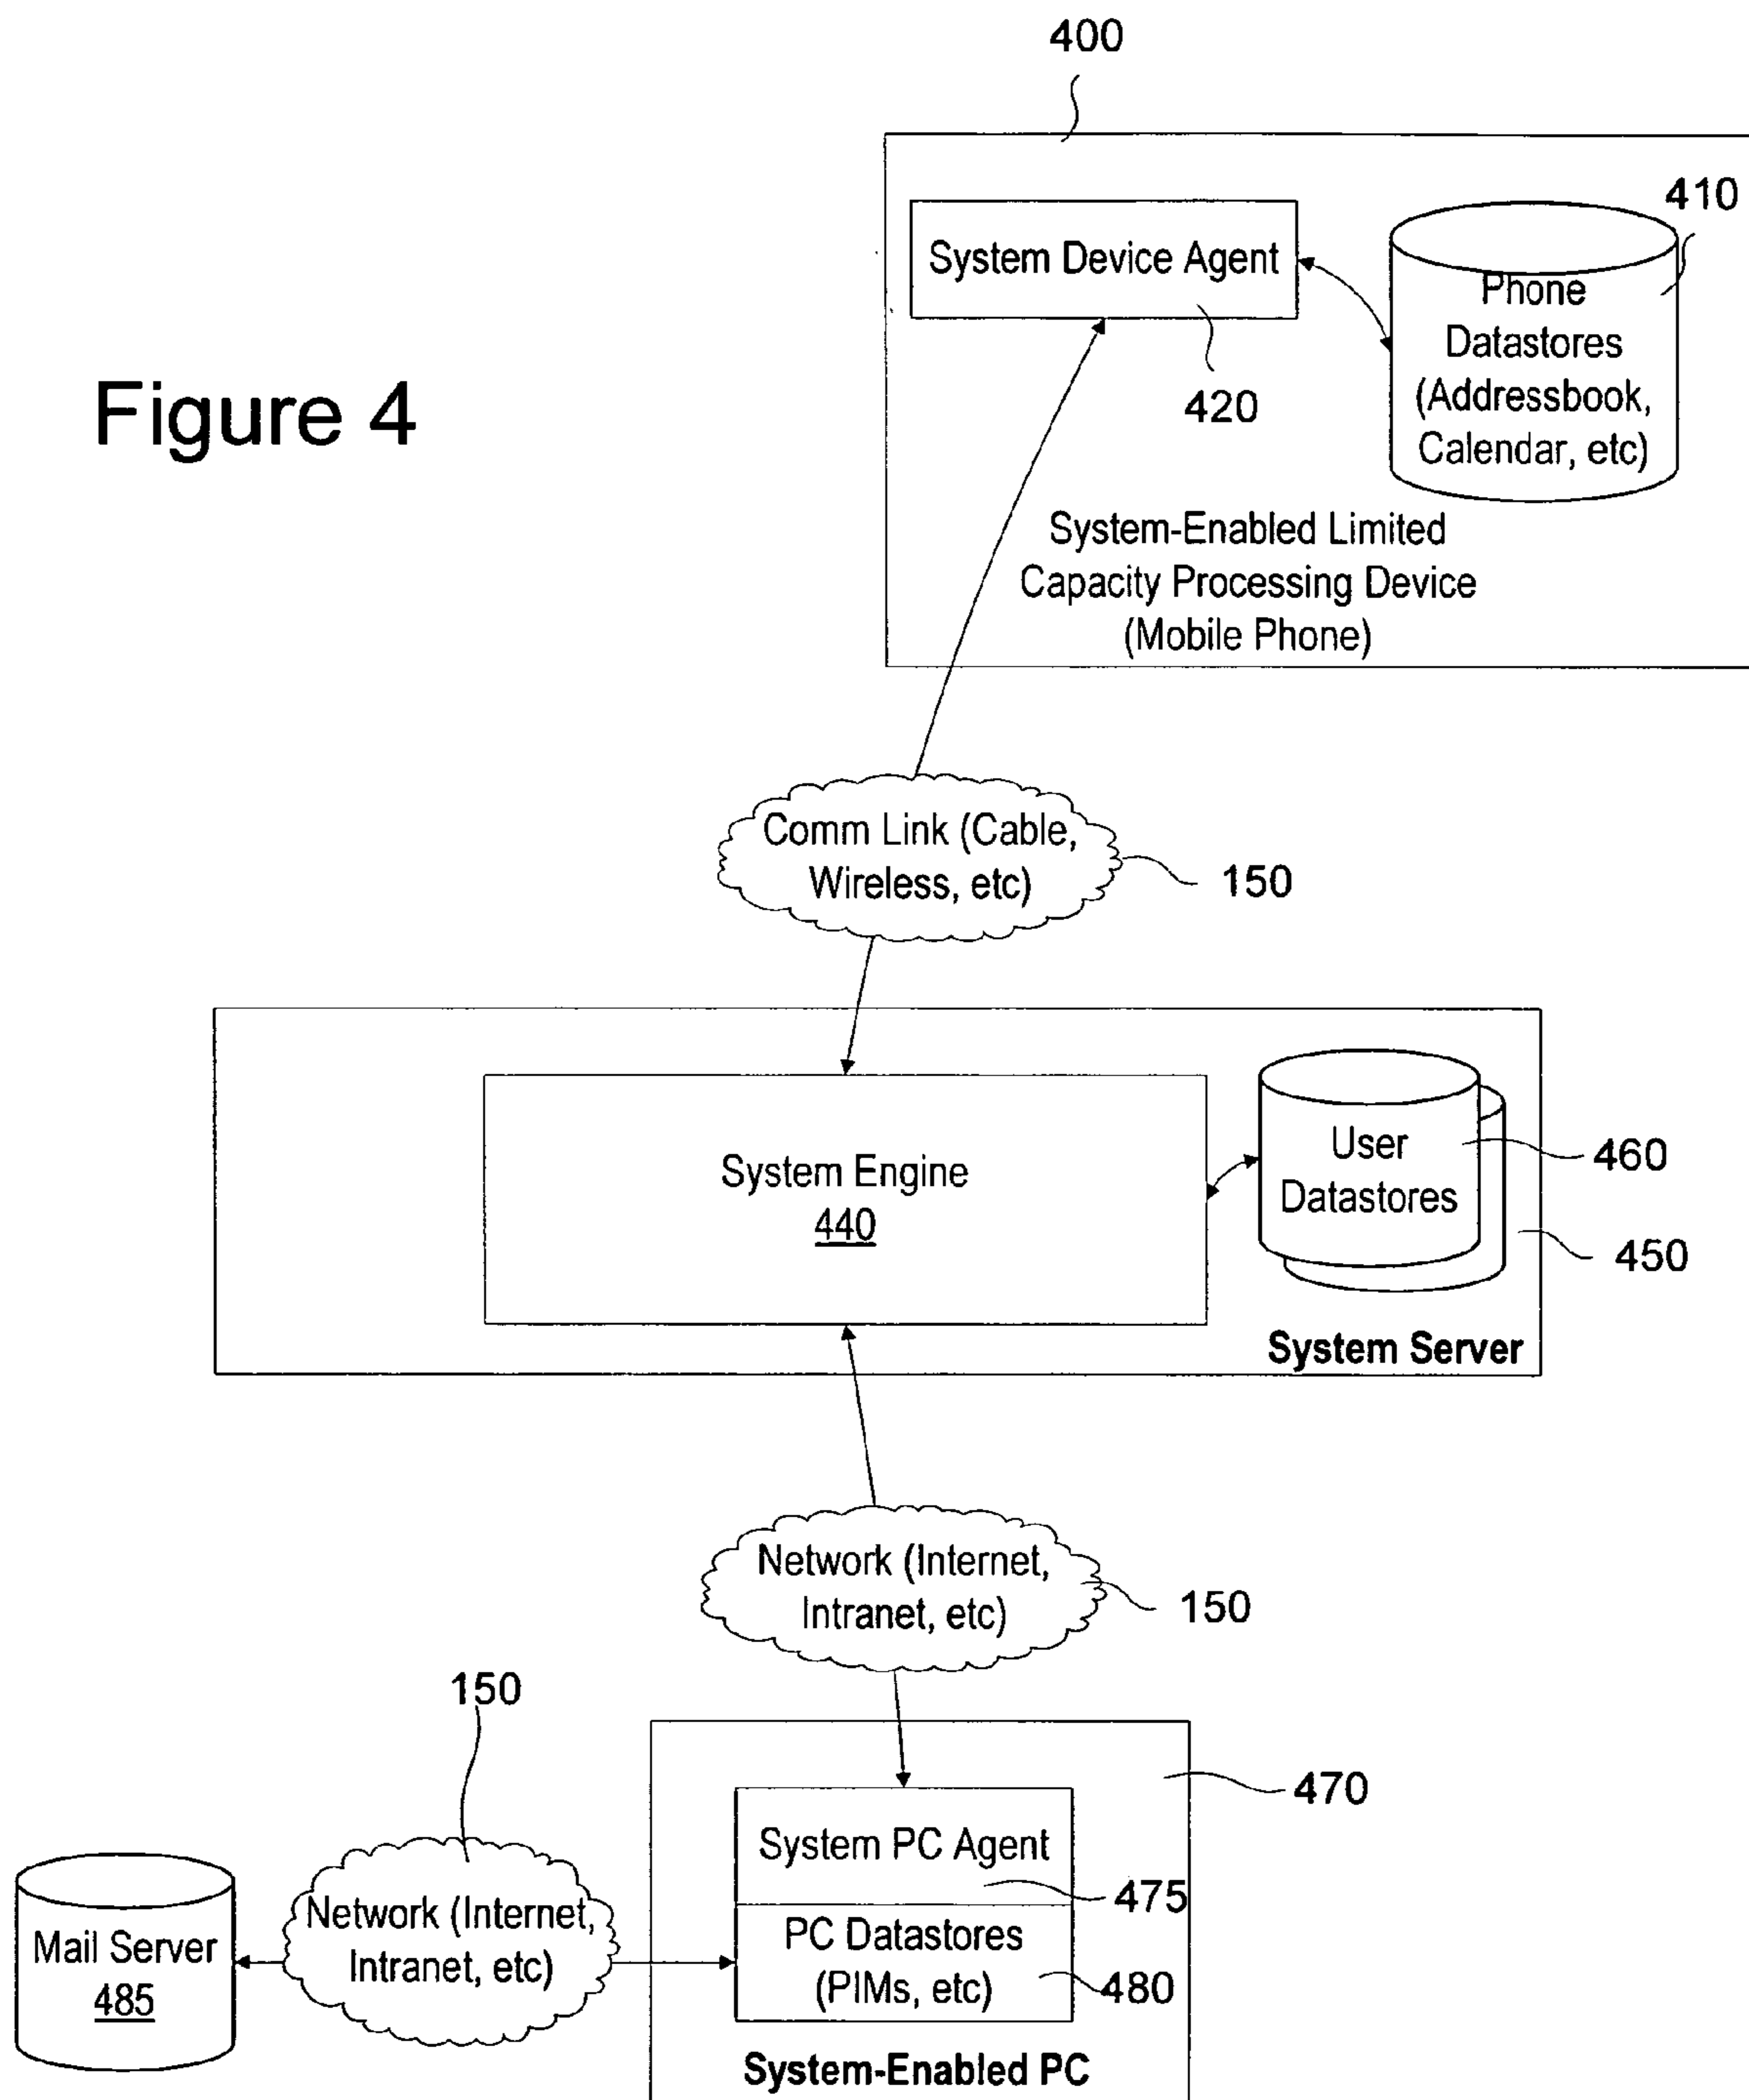 400
410
System Device Agent
Phone
Datastores
(Addressbook,
Calendar, etc)
420
Figure 4
System-Enabled Limited
Capacity Processing Device
(Mobile Phone)
Comm Link (Cable,
Wireless, etc)
150
System Engine
440
User
Datastores
460
450
System Server
Network (Internet,
Intranet, etc)
150
150
470
System PC Agent
475
PC Datastores
(PIMs, etc)
480
Network (Internet,
Intranet, etc)
Mail Server
485
System-Enabled PC